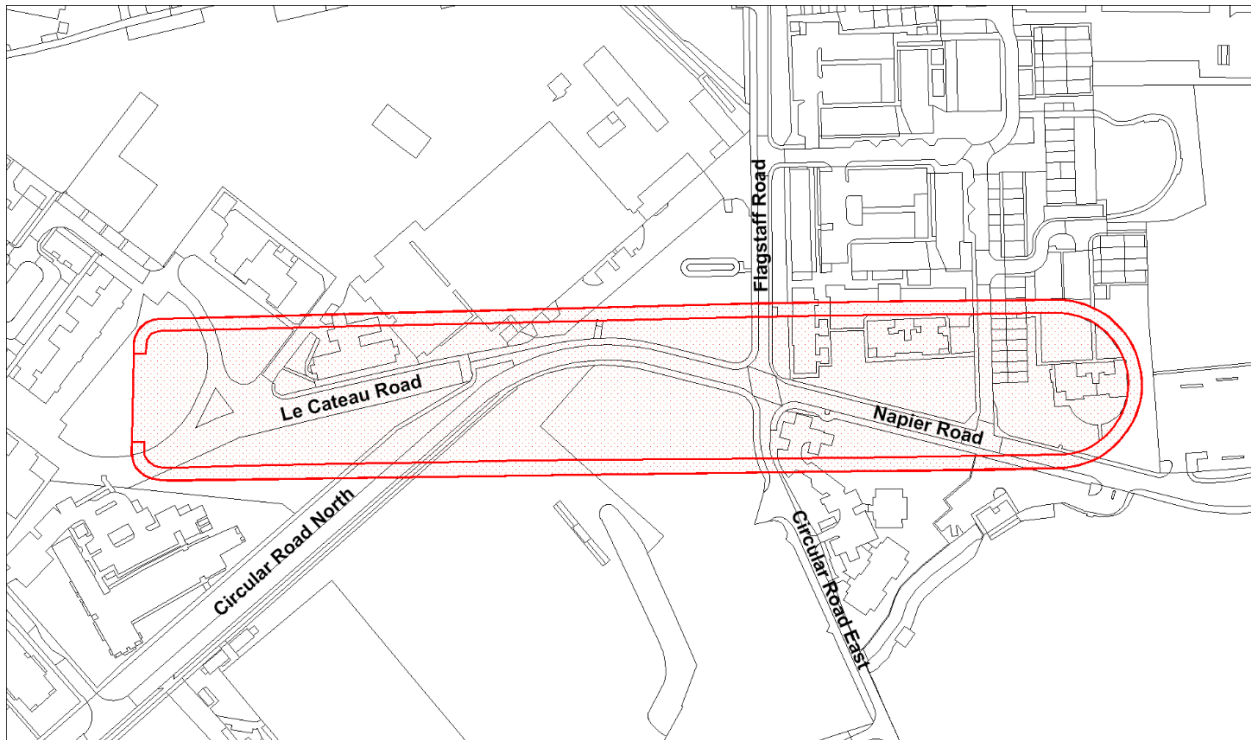 Flagstaff Road
Le Cateau Road
Napier Road
Circular Road North
Circular Road East